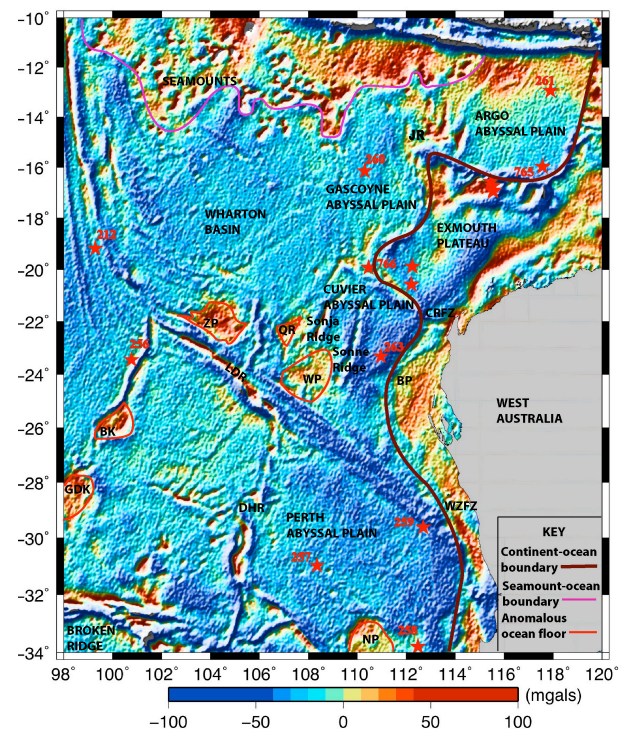 −10°
−12°
−14°
−16°
−18°
−20°
−22°
−24°
−26°
−28°
−30°
−32°
−34°
SEAMOUNTS
261
ARGO
ABYSSAL PLAIN
JR
765
260
GASCOYNE
ABYSSAL PLAIN
WHARTON
BASIN
EXMOUTH
PLATEAU
212
766
CUVIER
ABYSSAL PLAIN
CRFZ
ZP
QR
Sonja
Ridge
Sonne
Ridge
263
256
LDR
WP
BP
WEST
AUSTRALIA
BK
GDK
DHR
WZFZ
PERTH
ABYSSAL PLAIN
259
257
BROKEN
RIDGE
NP
258
KEY
Continent-ocean
boundary
Seamount-ocean
boundary
Anomalous
ocean floor
98° 100° 102° 104° 106° 108° 110° 112° 114° 116° 118° 120°
(mgals)
−100 −50 0 50 100